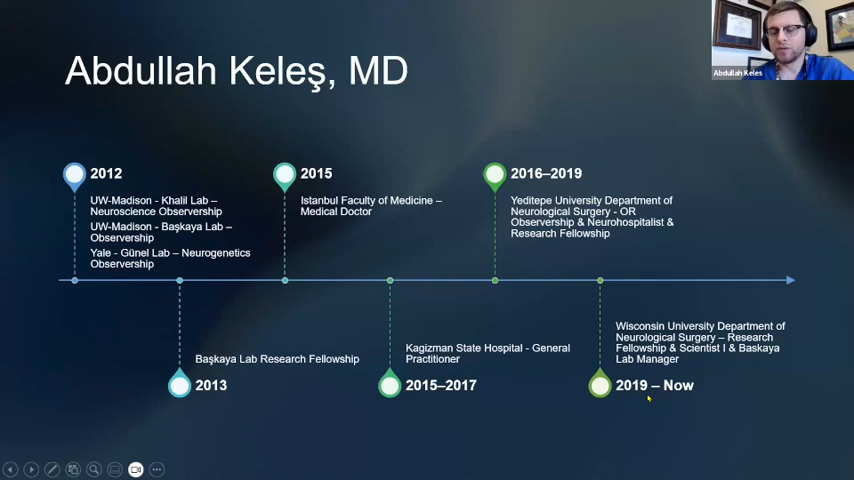 Abdullah Keleş, MD
Abdullah Keles
2012
UW-Madison - Khalil Lab –
Neuroscience Observership
UW-Madison - Başkaya Lab –
Observership
Yale - Günel Lab – Neurogenetics
Observership
2015
Istanbul Faculty of Medicine –
Medical Doctor
2016–2019
Yeditepe University Department of
Neurological Surgery - OR
Observership & Neurohospitalist &
Research Fellowship
Başkaya Lab Research Fellowship
2013
Kagizman State Hospital - General
Practitioner
2015–2017
Wisconsin University Department of
Neurological Surgery – Research
Fellowship & Scientist I & Baskaya
Lab Manager
2019 – Now